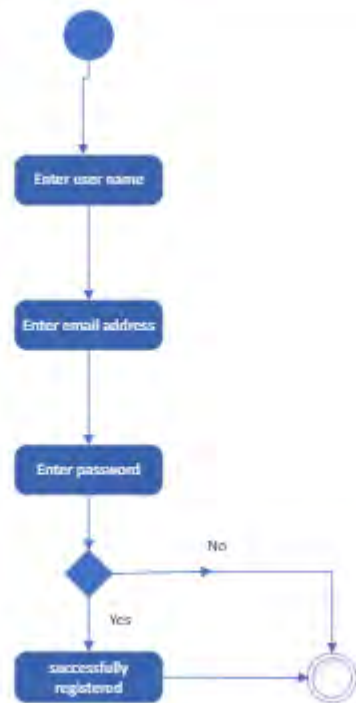 Enter user name
Enter email address
Enter password
No
Yes
successfully
registered